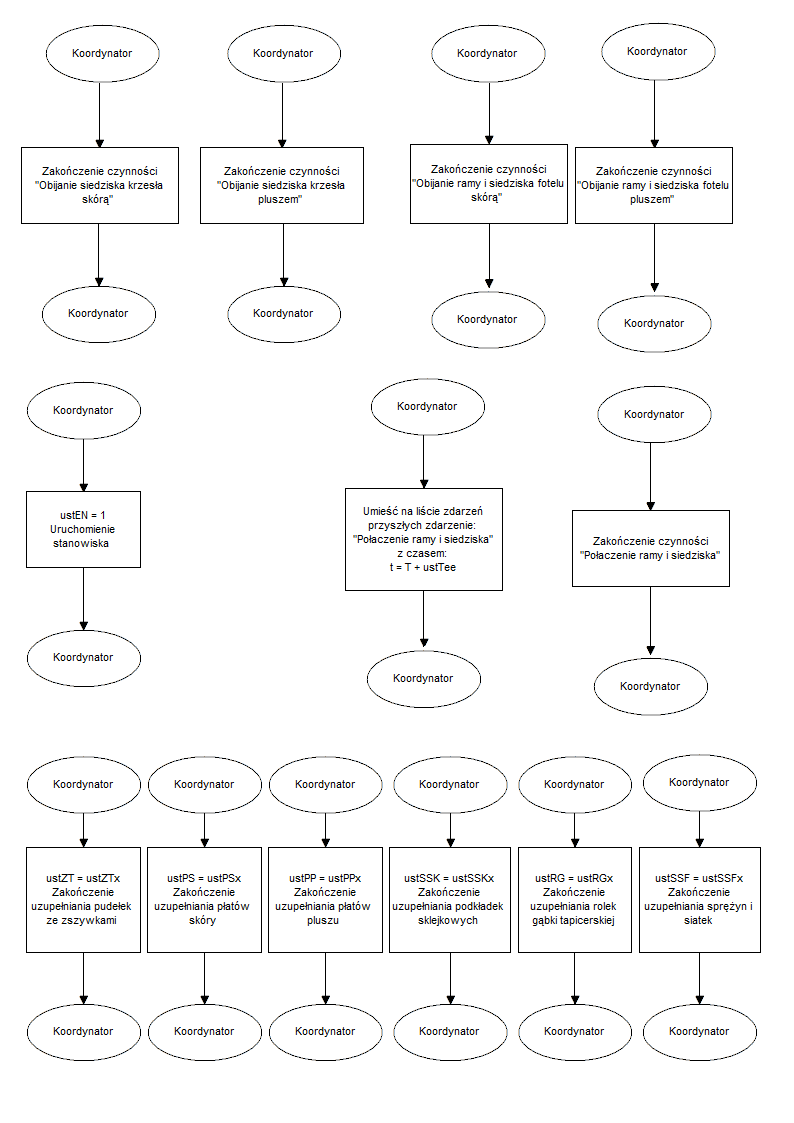 Koordynator
Koordynator
Koordynator
Koordynator
Zakończenie czynności
"Obijanie siedziska krzesła
skórą"
Zakończenie czynności
"Obijanie siedziska krzesła
pluszem"
Zakończenie czynności
"Obijanie ramy i siedziska fotelu
skórą"
Zakończenie czynności
"Obijanie ramy i siedziska fotelu
pluszem"
Koordynator
Koordynator
Koordynator
Koordynator
Koordynator
Koordynator
Koordynator
ustEN = 1
Uruchomienie
stanowiska
Umieść na liście zdarzeń
przyszłych zdarzenie:
"Połaczenie ramy i siedziska"
z czasem:
t = T + ustTee
Zakończenie czynności
"Połaczenie ramy i siedziska"
Koordynator
Koordynator
Koordynator
Koordynator
Koordynator
Koordynator
Koordynator
Koordynator
Koordynator
ustZT = ustZTx
Zakończenie
uzupełniania pudełek
ze zszywkami
ustPS = ustPSx
Zakończenie
uzupełniania płatów
skóry
ustPP = ustPPx
Zakończenie
uzupełniania płatów
pluszu
ustSSK = ustSSKx
Zakończenie
uzupełniania podkładek
sklejkowych
ustRG = ustRGx
Zakończenie
uzupełniania rolek
gąbki tapicerskiej
ustSSF = ustSSFx
Zakończenie
uzupełniania sprężyn i
siatek
Koordynator
Koordynator
Koordynator
Koordynator
Koordynator
Koordynator